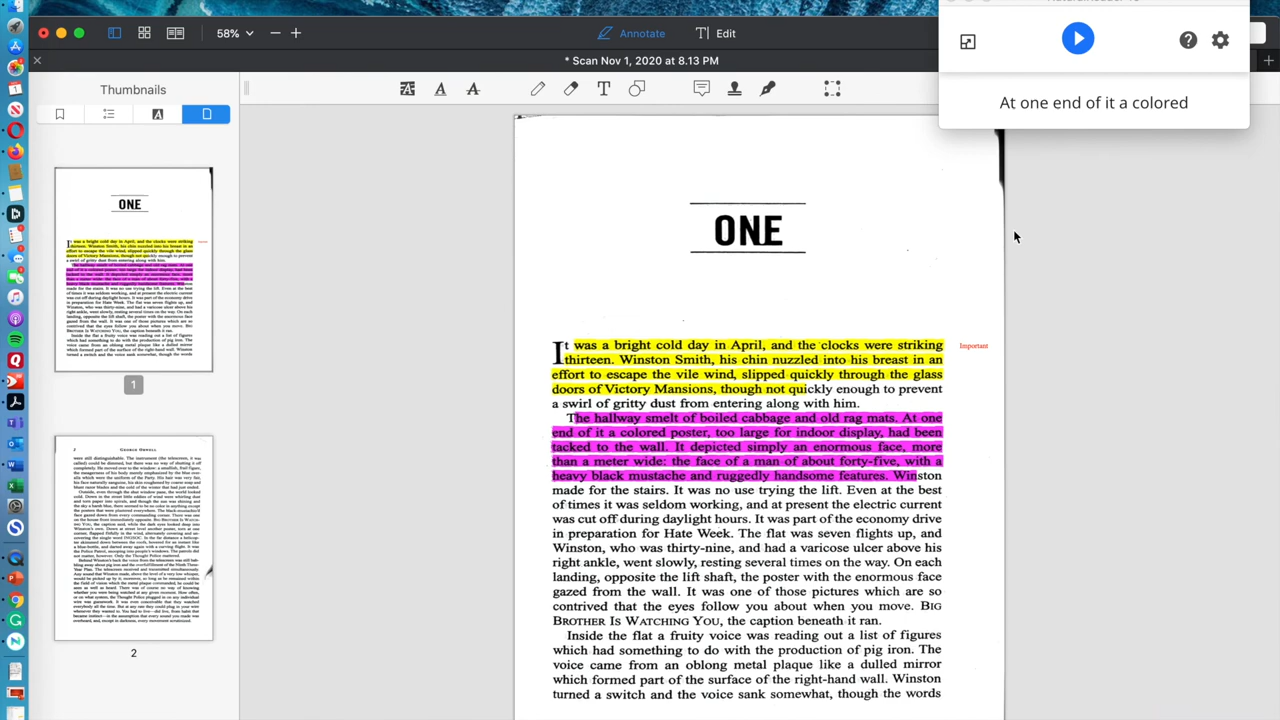 58%
Annotate
Edit
* Scan Nov 1, 2020 at 8.13 PM
At one end of it a colored
Thumbnails
ONE
1
2
GEORGE ORWELL
ONE
It was a bright cold day in April, and the clocks were striking
thirteen. Winston Smith, his chin nuzzled into his breast in an
effort to escape the vile wind, slipped quickly through the glass
doors of Victory Mansions, though not quickly enough to prevent
a swirl of gritty dust from entering along with him.
Important
The hallway smelt of boiled cabbage and old rag mats. At one
end of it a colored poster, too large for indoor display, had been
tacked to the wall. It depicted simply an enormous face, more
than a meter wide: the face of a man of about forty-five, with a
heavy black mustache and ruggedly handsome features. Winston
made for the stairs. It was no use trying the lift. Even at the best
of times it was seldom working, and at present the electric current
was cut off during daylight hours. It was part of the economy drive
in preparation for Hate Week. The flat was seven flights up, and
Winston, who was thirty-nine, and had a varicose ulcer above his
right ankle, went slowly, resting several times on the way. On each
landing, opposite the lift shaft, the poster with the enormous face
gazed from the wall. It was one of those pictures which are so
contrived that the eyes follow you about when you move. BIG
BROTHER IS WATCHING YOU, the caption beneath it ran.
Inside the flat a fruity voice was reading out a list of figures
which had something to do with the production of pig iron. The
voice came from an oblong metal plaque like a dulled mirror
which formed part of the surface of the right-hand wall. Winston
turned a switch and the voice sank somewhat, though the words